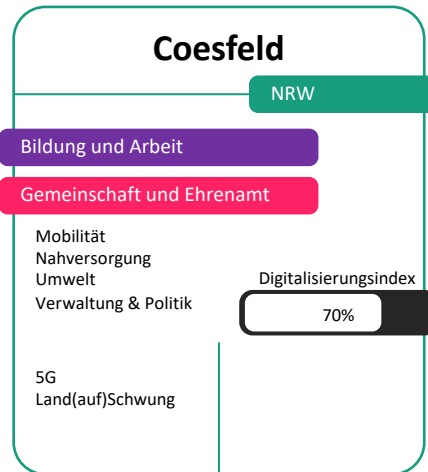 Coesfeld
NRW
Bildung und Arbeit
Gemeinschaft und Ehrenamt
Mobilität
Nahversorgung
Umwelt
Verwaltung & Politik
Digitalisierungsindex
70%
5G
Land(auf)Schwung